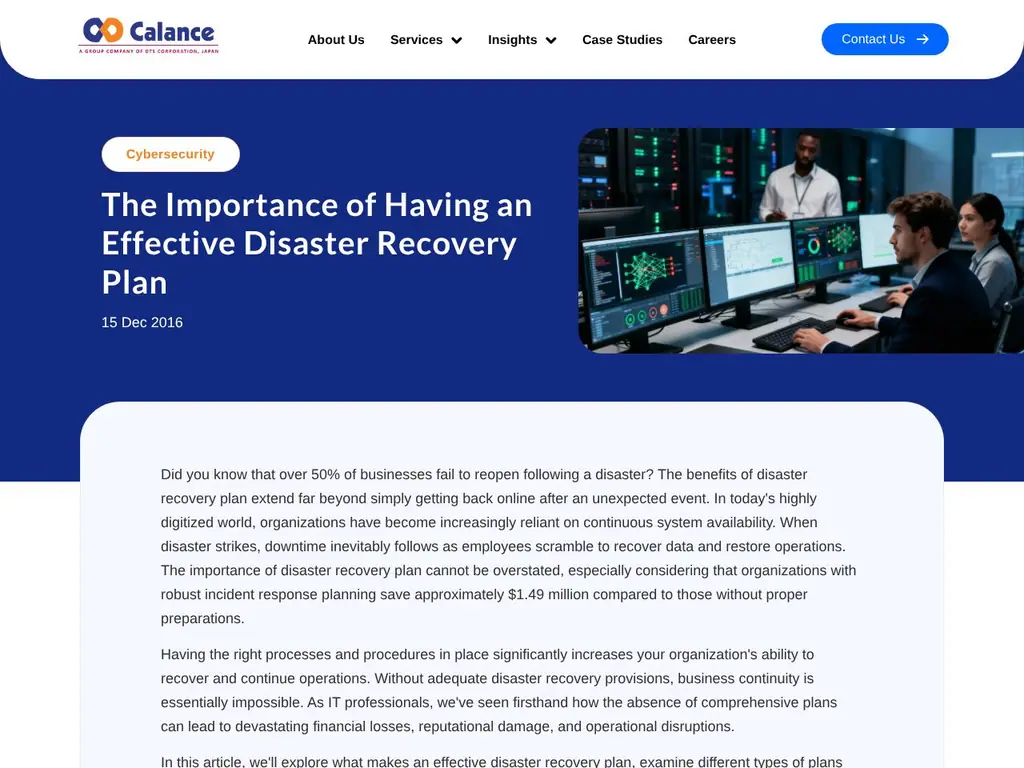 Calance
A GROUP COMPANY OF DTS CORPORATION, JAPAN
About Us
Services
Insights
Case Studies
Careers
Contact Us
Cybersecurity
The Importance of Having an
Effective Disaster Recovery
Plan
15 Dec 2016
Did you know that over 50% of businesses fail to reopen following a disaster? The benefits of disaster
recovery plan extend far beyond simply getting back online after an unexpected event. In today's highly
digitized world, organizations have become increasingly reliant on continuous system availability. When
disaster strikes, downtime inevitably follows as employees scramble to recover data and restore operations.
The importance of disaster recovery plan cannot be overstated, especially considering that organizations with
robust incident response planning save approximately $1.49 million compared to those without proper
preparations.
Having the right processes and procedures in place significantly increases your organization's ability to
recover and continue operations. Without adequate disaster recovery provisions, business continuity is
essentially impossible. As IT professionals, we've seen firsthand how the absence of comprehensive plans
can lead to devastating financial losses, reputational damage, and operational disruptions.
In this article, we'll explore what makes an effective disaster recovery plan, examine different types of plans